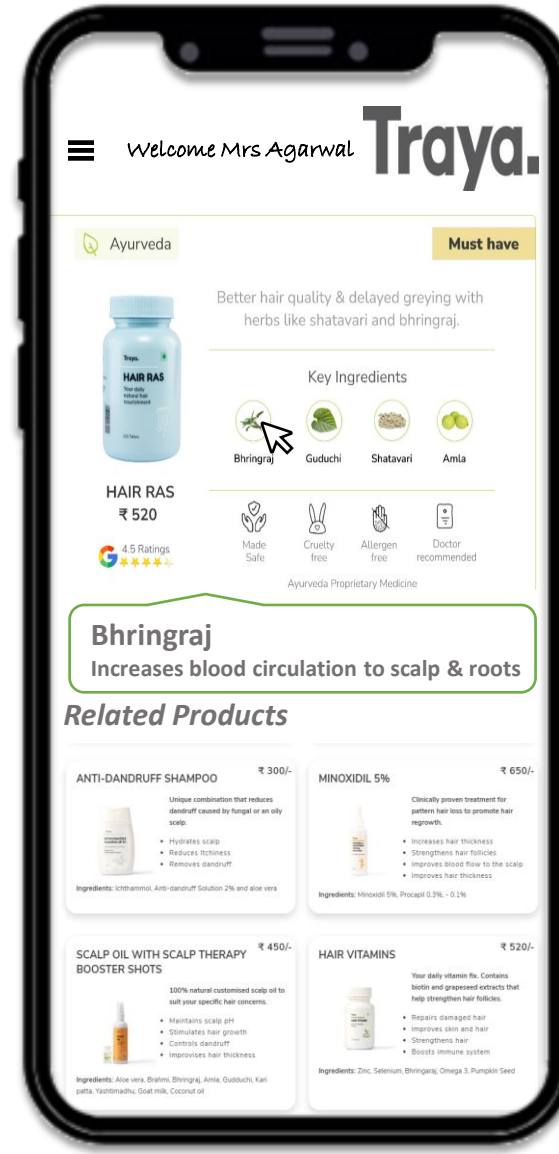 Welcome Mrs Agarwal
Traya.
Ayurveda
Must have
Better hair quality & delayed greying with
herbs like shatavari and bhringraj.
Key Ingredients
Traya.
HAIR RAS
Your daily
natural hair
nourishment
Bhringraj
Guduchi
Shatavari
Amla
HAIR RAS
₹ 520
4.5 Ratings
Made
Safe
Cruelty
free
Allergen
free
Doctor
recommended
Ayurveda Proprietary Medicine
Bhringraj
Increases blood circulation to scalp & roots
Related Products
ANTI-DANDRUFF SHAMPOO
₹ 300/-
Unique combination that reduces
dandruff caused by fungal or an oily
scalp.
• Hydrates scalp
• Reduces Itchiness
• Removes dandruff
Ingredients: Ichthammol, Anti-dandruff Solution 2% and aloe vera
MINOXIDIL 5%
₹ 650/-
Clinically proven treatment for
pattern hair loss to promote hair
regrowth.
• Increases hair thickness
• Strengthens hair follicles
• Improves blood flow to the scalp
• Improves hair thickness
Ingredients: Minoxidil 5%, Procapil 0.3%, - 0.1%
SCALP OIL WITH SCALP THERAPY
BOOSTER SHOTS
₹ 450/-
100% natural customised scalp oil to
suit your specific hair concerns.
• Maintains scalp pH
• Stimulates hair growth
• Controls dandruff
• Improvises hair thickness
Ingredients: Aloe vera, Brahmi, Bhringraj, Amla, Gudduchi, Kari
patta, Yashtimadhu, Goat milk, Coconut oil
HAIR VITAMINS
₹ 520/-
Your daily vitamin fix. Contains
biotin and grapeseed extracts that
help strengthen hair follicles.
• Repairs damaged hair
• Improves skin and hair
• Strengthens hair
• Boosts immune system
Ingredients: Zinc, Selenium, Bhringaraj, Omega 3, Pumpkin Seed